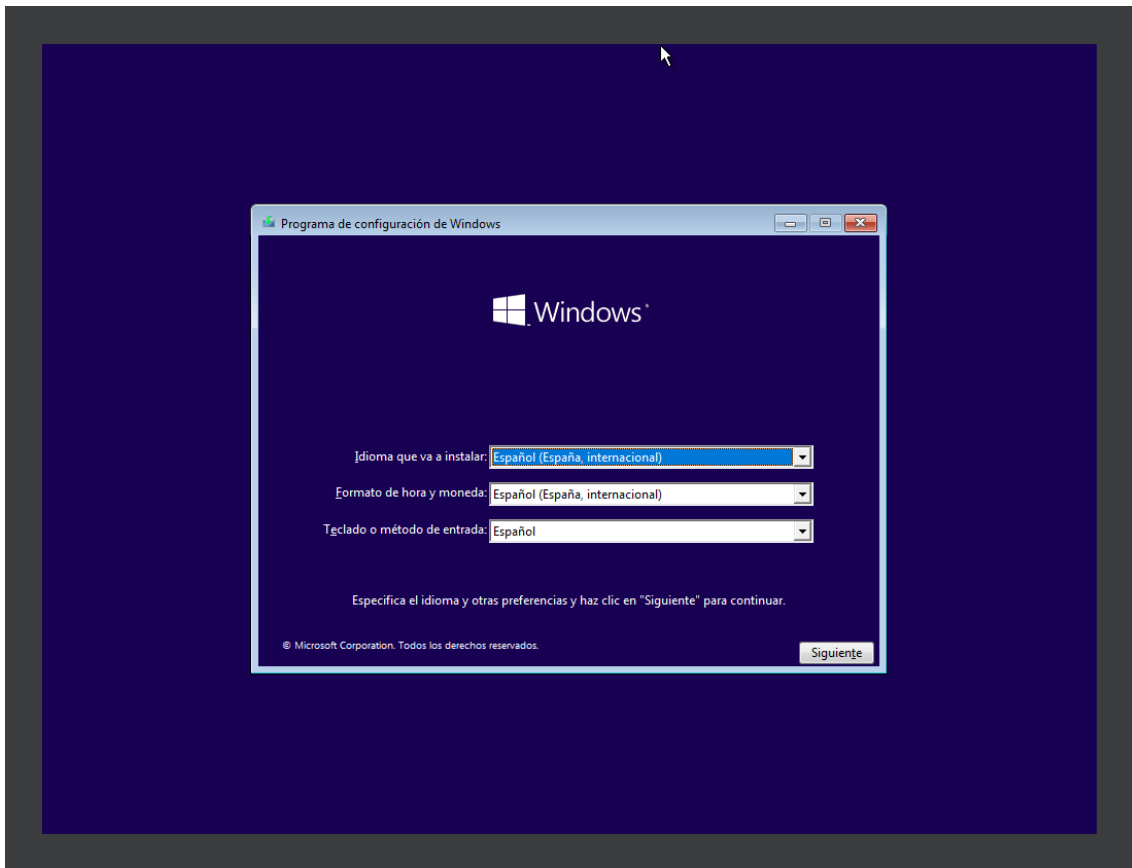 Programa de configuración de Windows
Windows
Idioma que va a instalar: Español (España, internacional)
Formato de hora y moneda: Español (España, internacional)
Teclado o método de entrada: Español
Especifica el idioma y otras preferencias y haz clic en "Siguiente" para continuar.
© Microsoft Corporation. Todos los derechos reservados.
Siguiente